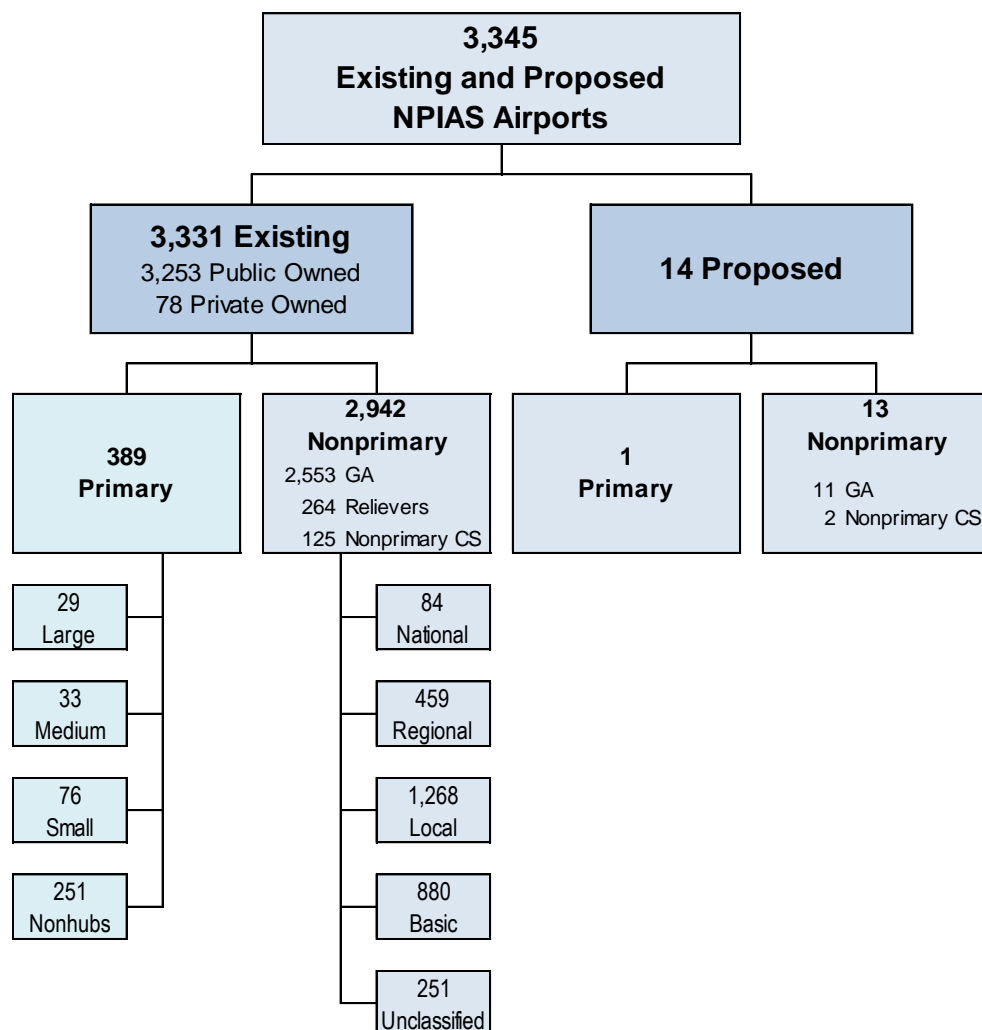 3,345
Existing and Proposed
NPIAS Airports
3,331 Existing
3,253 Public Owned
78 Private Owned
14 Proposed
389
Primary
2,942
Nonprimary
2,553 GA
264 Relievers
125 Nonprimary CS
1
Primary
13
Nonprimary
11 GA
2 Nonprimary CS
29
Large
33
Medium
76
Small
251
Nonhubs
84
National
459
Regional
1,268
Local
880
Basic
251
Unclassified